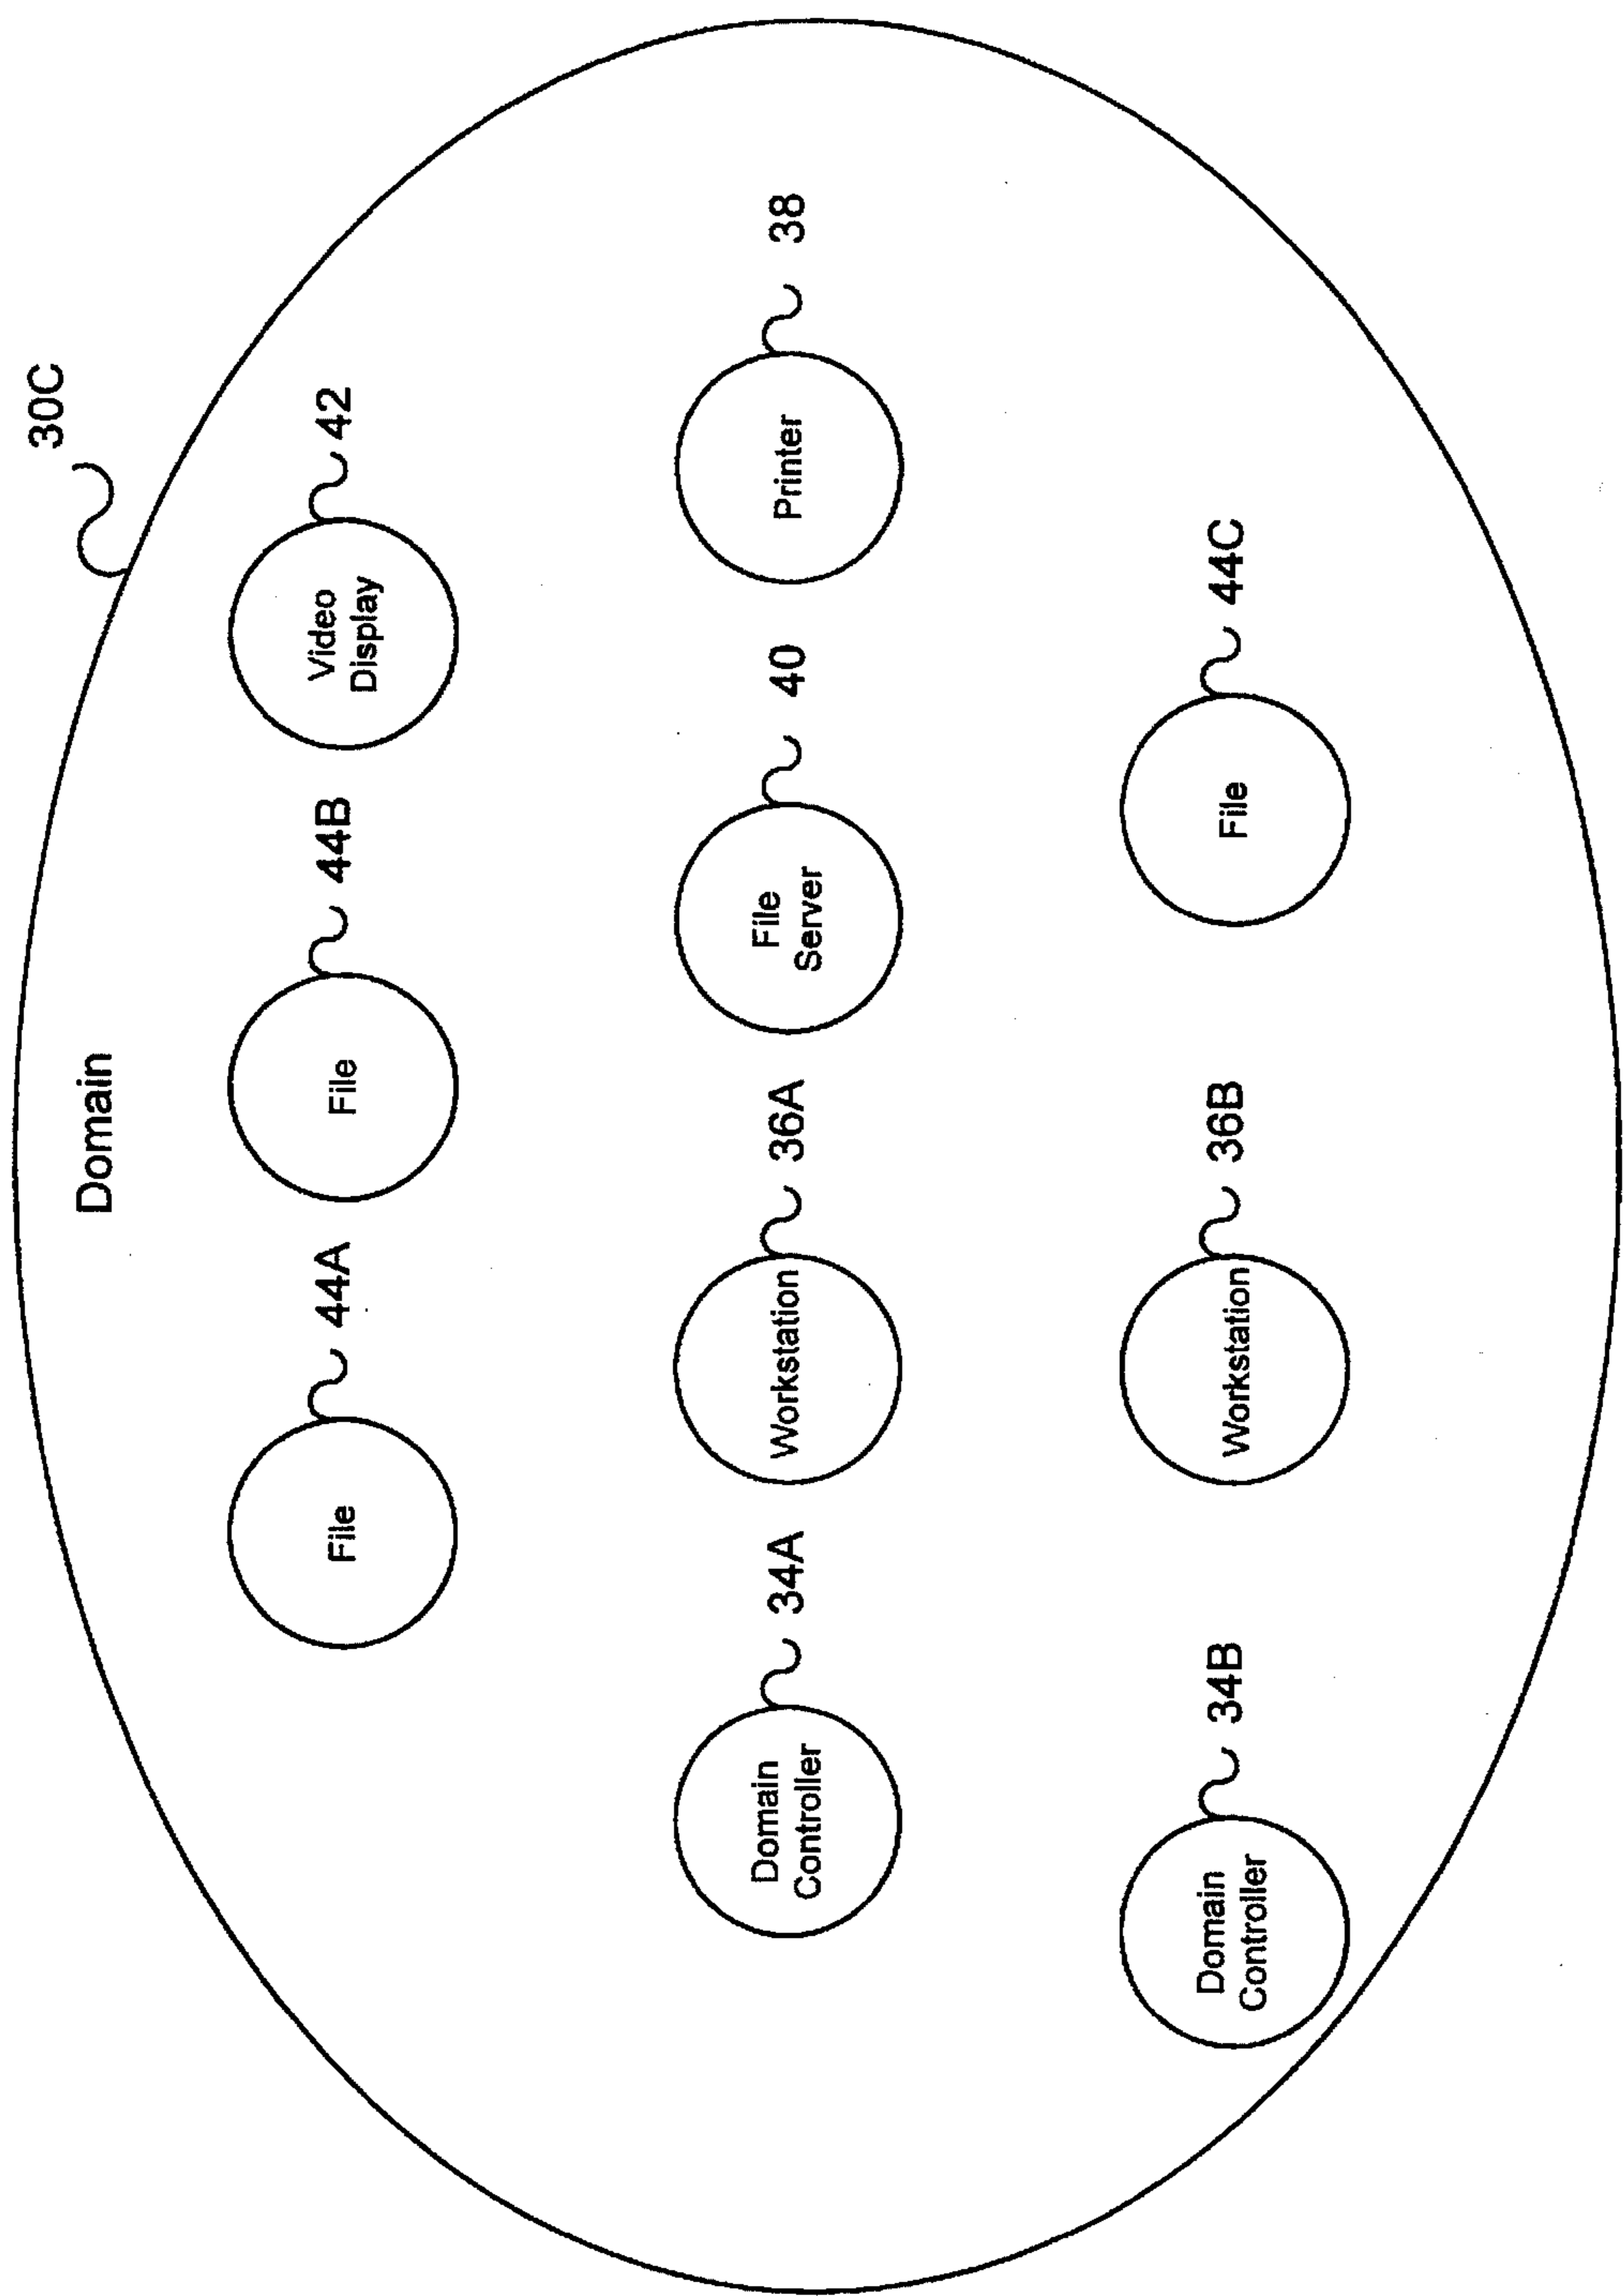 30C
Domain
File
44A
File
44B
Video
Display
42
Domain
Controller
34A
Workstation
36A
File
Server
40
Printer
38
Domain
Controller
34B
Workstation
36B
File
44C